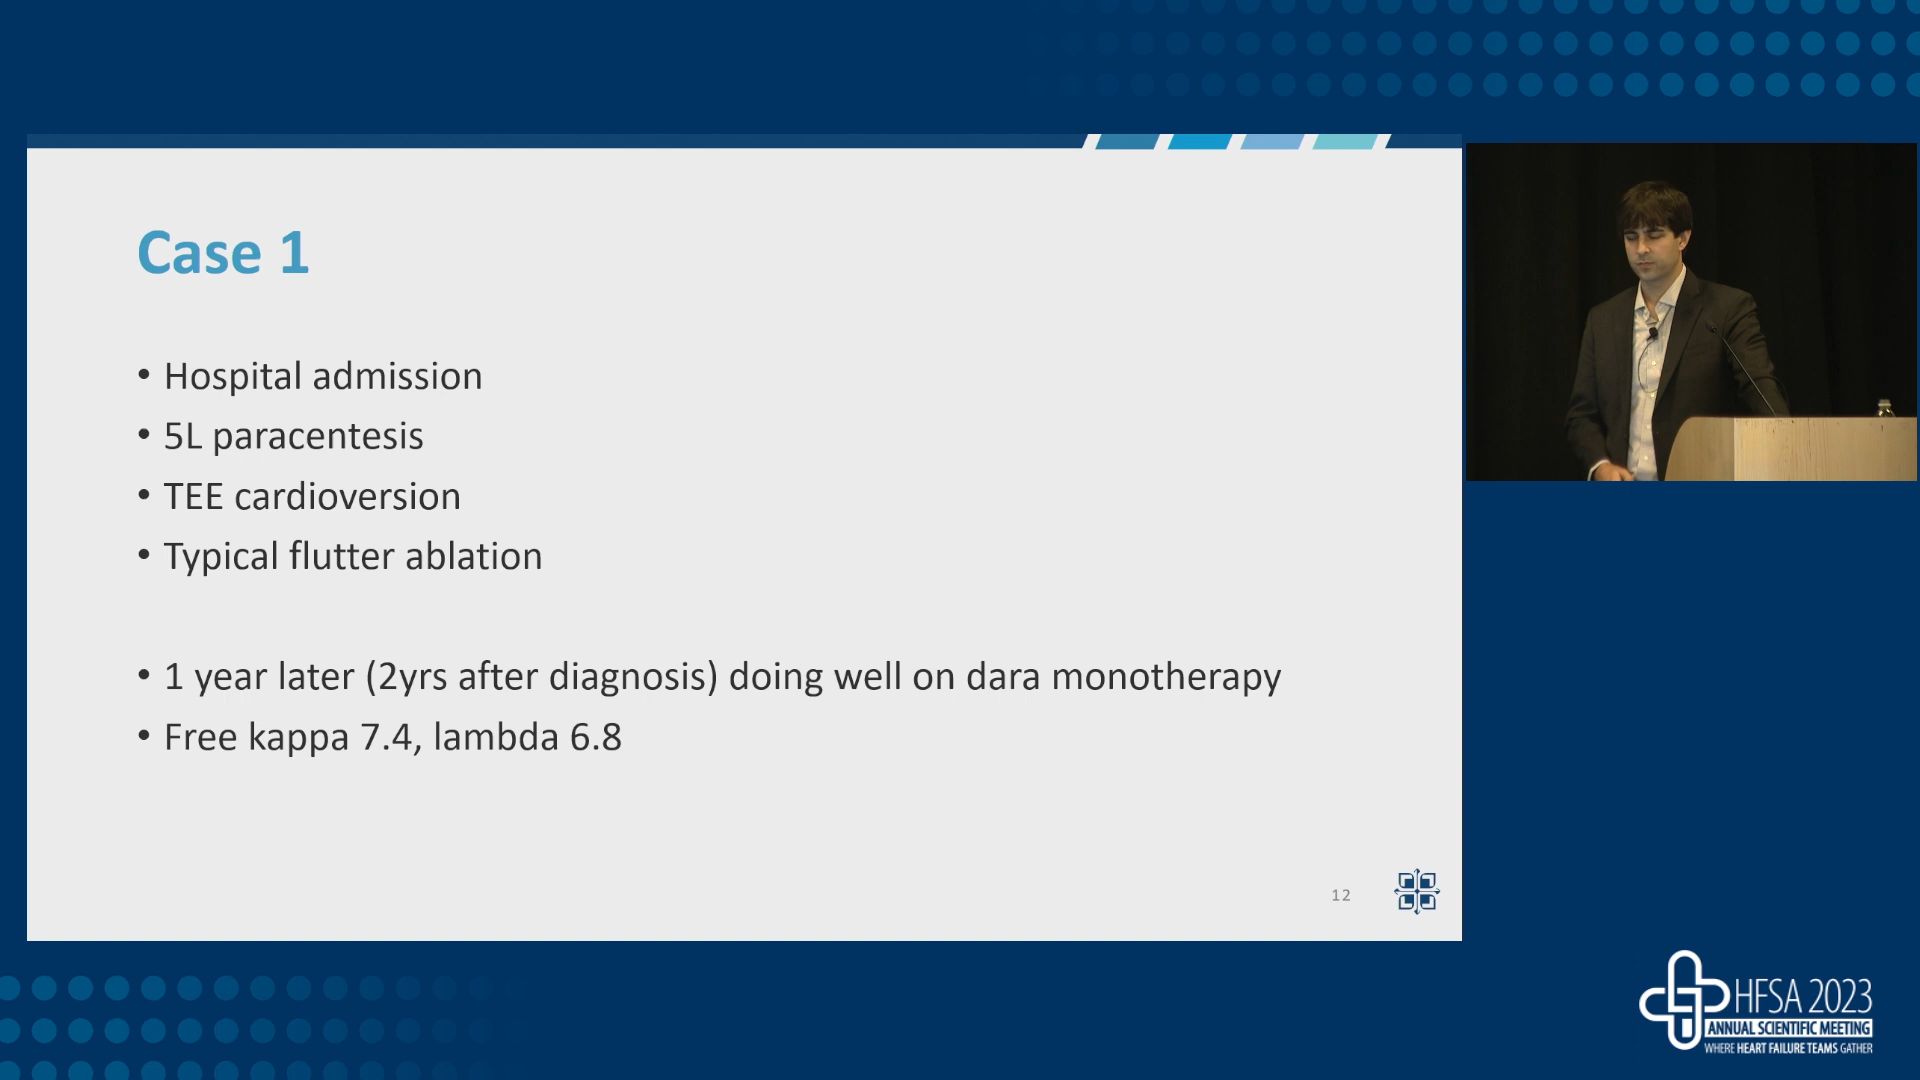 Case 1
• Hospital admission
• 5L paracentesis
• TEE cardioversion
• Typical flutter ablation
• 1 year later (2yrs after diagnosis) doing well on dara monotherapy
• Free kappa 7.4, lambda 6.8
12
HFSA 2023
ANNUAL SCIENTIFIC MEETING
WHERE HEART FAILURE TEAMS GATHER